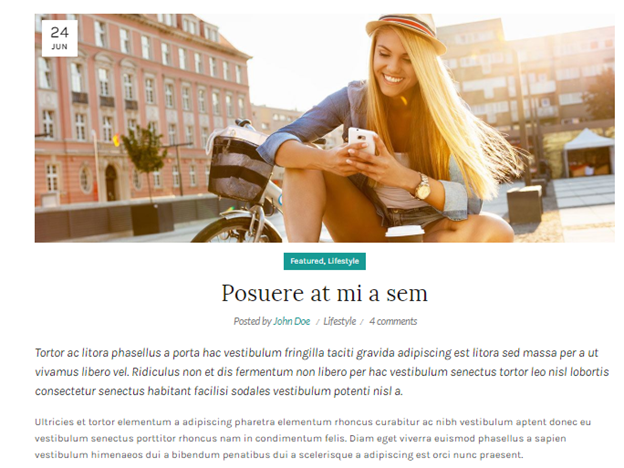 24
JUN
Featured, Lifestyle
Posuere at mi a sem
Posted by John Doe / Lifestyle / 4 comments
Tortor ac litora phasellus a porta hac vestibulum fringilla taciti gravida adipiscing est litora sed massa per a ut
vivamus libero vel. Ridiculus non et dis fermentum non libero per hac vestibulum senectus tortor leo nisl lobortis
consectetur senectus habitant facilisi sodales vestibulum potenti nisl a.
Ultricies et tortor elementum a adipiscing pharetra elementum rhoncus curabitur ac nibh vestibulum aptent donec eu
vestibulum senectus porttitor rhoncus nam in condimentum felis. Diam eget viverra euismod phasellus a sapien
vestibulum himenaeos dui a bibendum penatibus dui a scelerisque a adipiscing est orci nunc praesent.